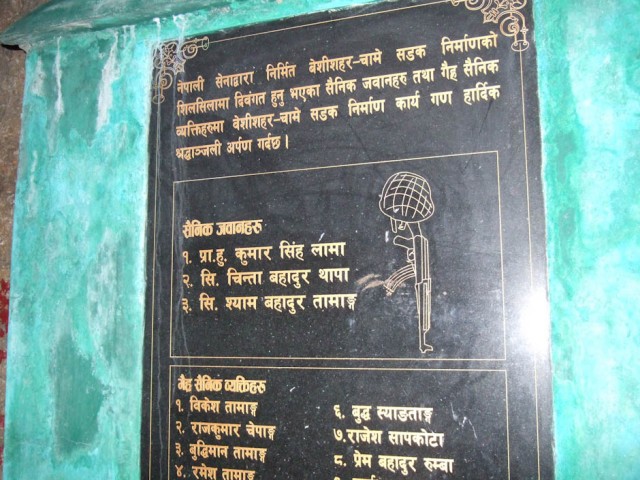 नेपाली सेनाद्वारा निर्मित बेशीशहर-चामे सडक निर्माणको
शिलसिलामा दिवंगत हुनु भएका सैनिक जवानहरु तथा गैह्र सैनिक
व्यक्तिहरुमा बेशीशहर-चामे सडक निर्माण कार्य गण हार्दिक
श्रद्धाञ्जली अर्पण गर्दछ।
सैनिक जवानहरु
१. प्रा.हु. कुमार सिंह लामा
२. सि. चिन्ता बहादुर थापा
३. सि. श्याम बहादुर तामाङ्ग
गैह्र सैनिक व्यक्तिहरु
१. विकेश तामाङ्ग
२. राजकुमार चेपाङ्ग
३. बुद्धिमान तामाङ्ग
४. रमेश तामाङ्ग
६. बुद्ध स्याङताङ्ग
७. राजेश सापकोटा
८. प्रेम बहादुर रुम्बा